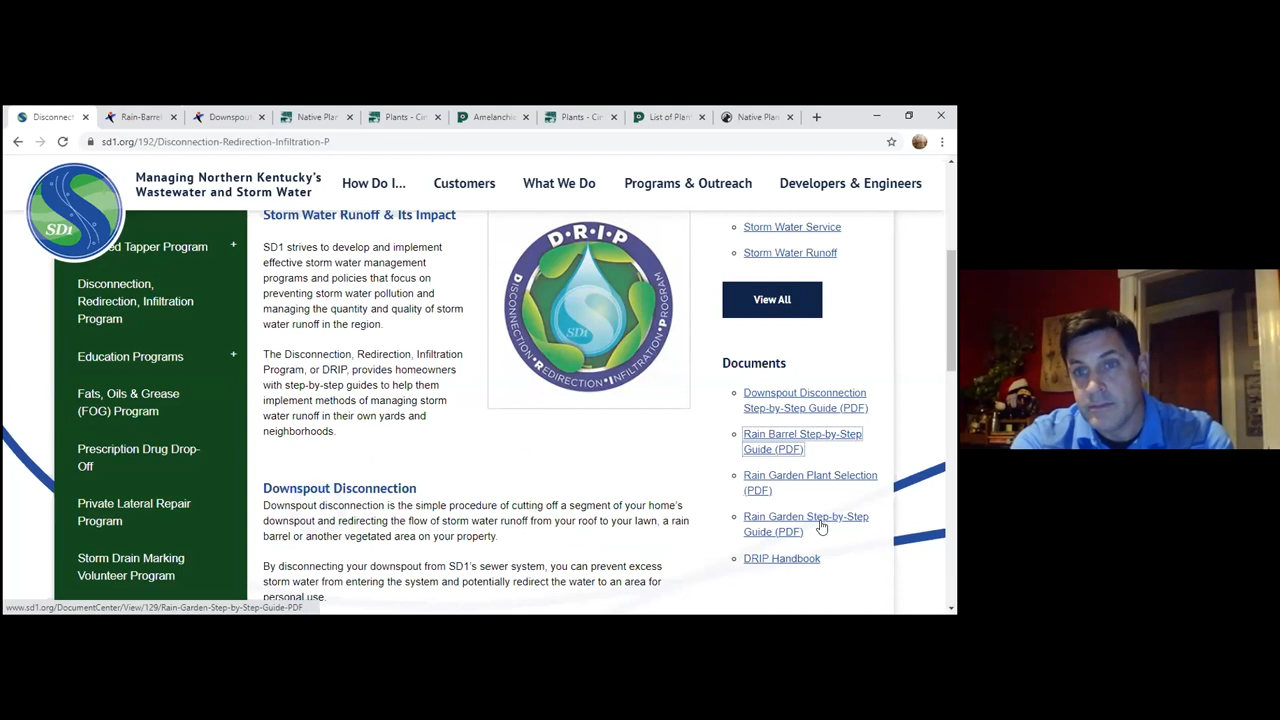 Disconnect
Rain-Barrel
Downspout
Native Plan
Plants - Cin
Amelanchie
Plants - Cin
List of Plan
Native Plan
sd1.org/192/Disconnection-Redirection-Infiltration-P
SD1
Managing Northern Kentucky's
Wastewater and Storm Water
How Do I...
Customers
What We Do
Programs & Outreach
Developers & Engineers
Tapper Program
+
Disconnection,
Redirection, Infiltration
Program
Education Programs
+
Fats, Oils & Grease
(FOG) Program
Prescription Drug Drop-
Off
Private Lateral Repair
Program
Storm Drain Marking
Volunteer Program
Storm Water Runoff & Its Impact
SD1 strives to develop and implement
effective storm water management
programs and policies that focus on
preventing storm water pollution and
managing the quantity and quality of storm
water runoff in the region.
The Disconnection, Redirection, Infiltration
Program, or DRIP, provides homeowners
with step-by-step guides to help them
implement methods of managing storm
water runoff in their own yards and
neighborhoods.
D·R·I·P
DISCONNECTION·REDIRECTION·INFILTRATION·PROGRAM
SD1
Downspout Disconnection
Downspout disconnection is the simple procedure of cutting off a segment of your home's
downspout and redirecting the flow of storm water runoff from your roof to your lawn, a rain
barrel or another vegetated area on your property.
By disconnecting your downspout from SD1's sewer system, you can prevent excess
storm water from entering the system and potentially redirect the water to an area for
personal use.
Storm Water Service
Storm Water Runoff
View All
Documents
Downspout Disconnection
Step-by-Step Guide (PDF)
Rain Barrel Step-by-Step
Guide (PDF)
Rain Garden Plant Selection
(PDF)
Rain Garden Step-by-Step
Guide (PDF)
DRIP Handbook
www.sd1.org/DocumentCenter/View/129/Rain-Garden-Step-by-Step-Guide-PDF